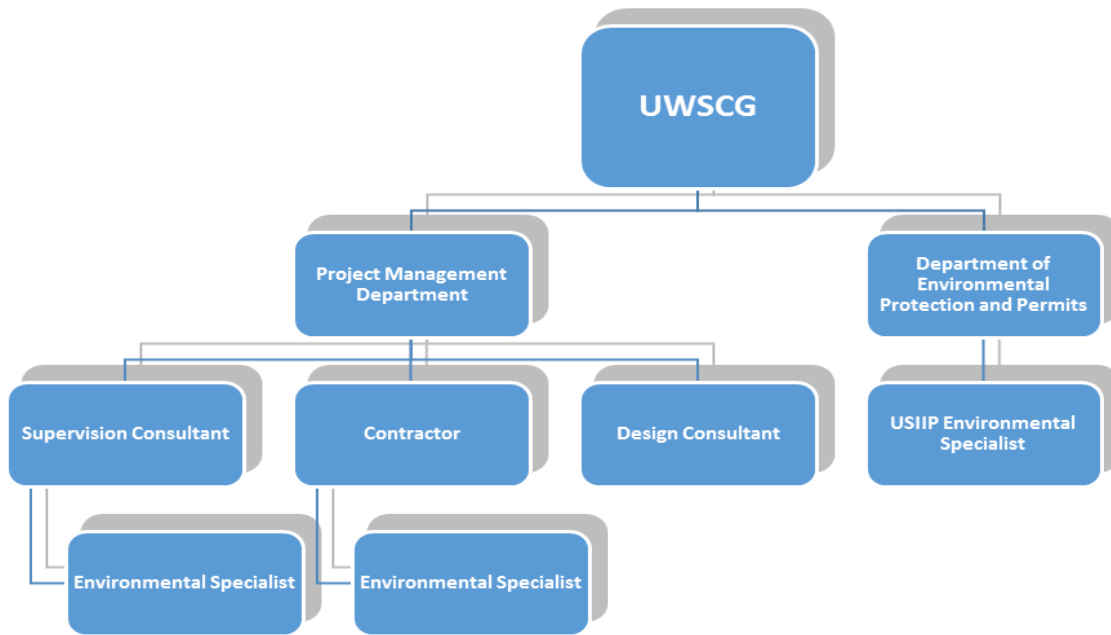 UWSCG
Project Management
Department
Department of
Environmental
Protection and Permits
Supervision Consultant
Contractor
Design Consultant
USIIP Environmental
Specialist
Environmental Specialist
Environmental Specialist